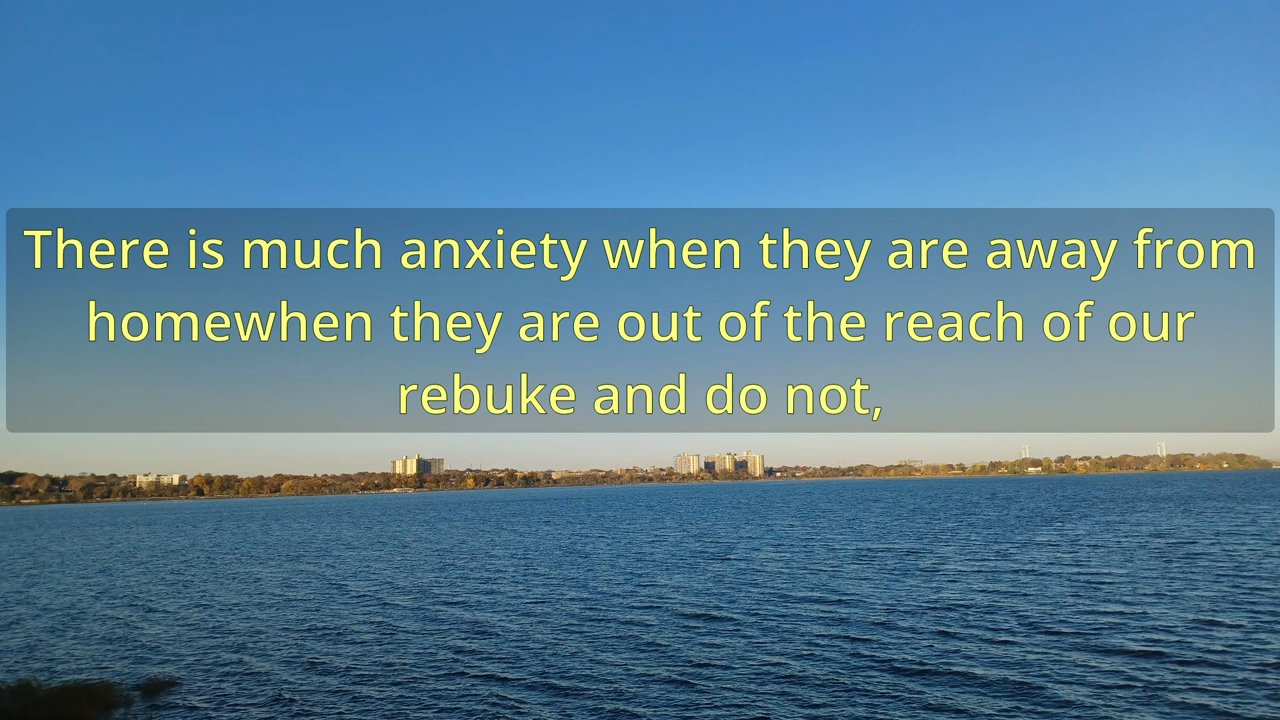 There is much anxiety when they are away from
homewhen they are out of the reach of our
rebuke and do not,